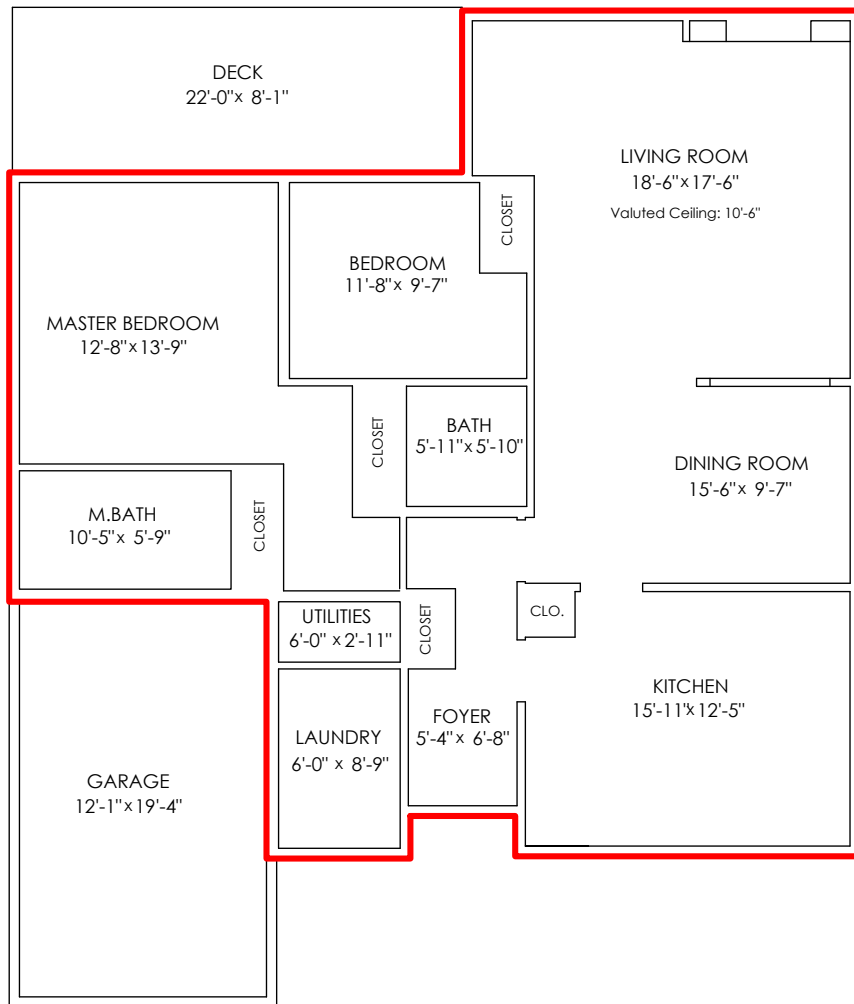 DECK
22'-0"x 8'-1"
LIVING ROOM
18'-6"x17'-6"
Valuted Ceiling: 10'-6"
CLOSET
BEDROOM
11'-8"x 9'-7"
MASTER BEDROOM
12'-8"x13'-9"
CLOSET
BATH
5'-11"x5'-10"
DINING ROOM
15'-6"x 9'-7"
M.BATH
10'-5"x 5'-9"
CLOSET
UTILITIES
6'-0" x2'-11"
CLOSET
CLO.
KITCHEN
15'-11"x12'-5"
FOYER
5'-4"x 6'-8"
LAUNDRY
6'-0" x 8'-9"
GARAGE
12'-1"x19'-4"